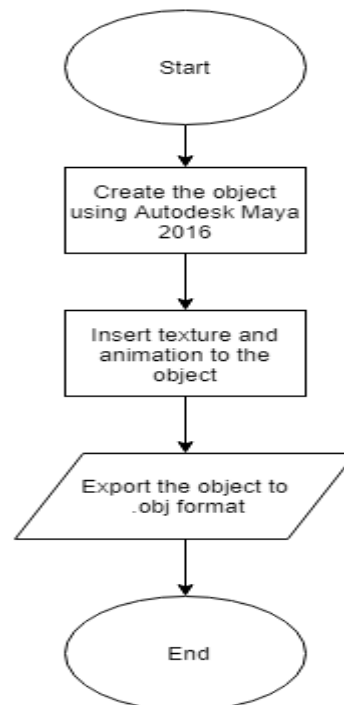 Start
Create the object
using Autodesk Maya
2016
Insert texture and
animation to the
object
Export the object to
.obj format
End